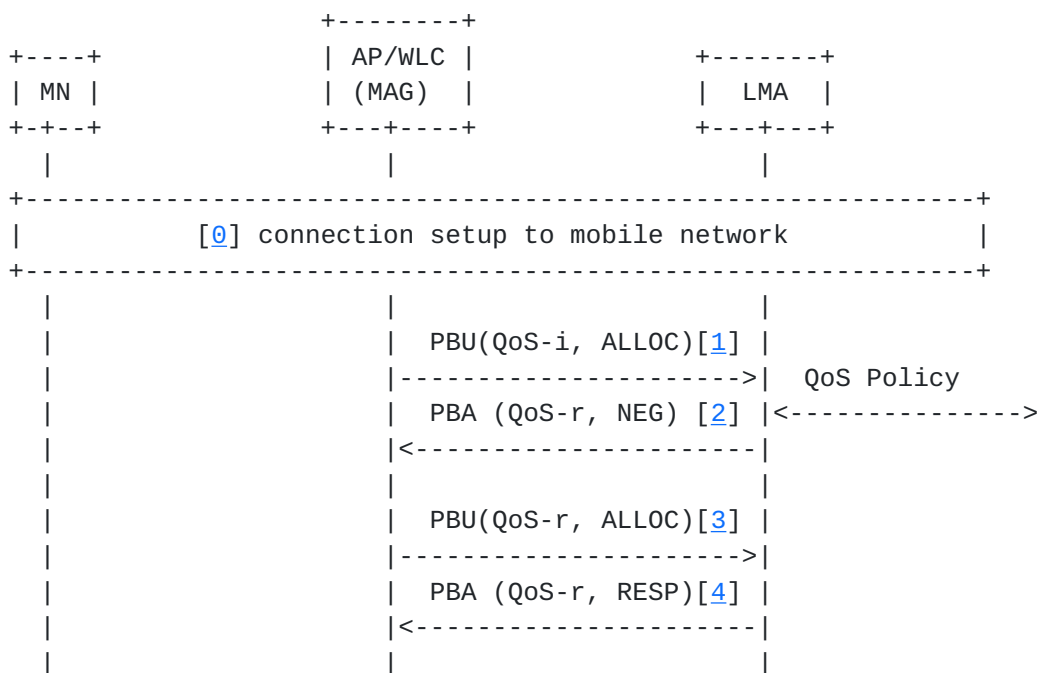 AP/WLC
MN (MAG) LMA
[0] connection setup to mobile network
PBU(QoS-i, ALLOC)[1]
QoS Policy
PBA (QoS-r, NEG) [2]
PBU(QoS-r, ALLOC)[3]
PBA (QoS-r, RESP)[4]